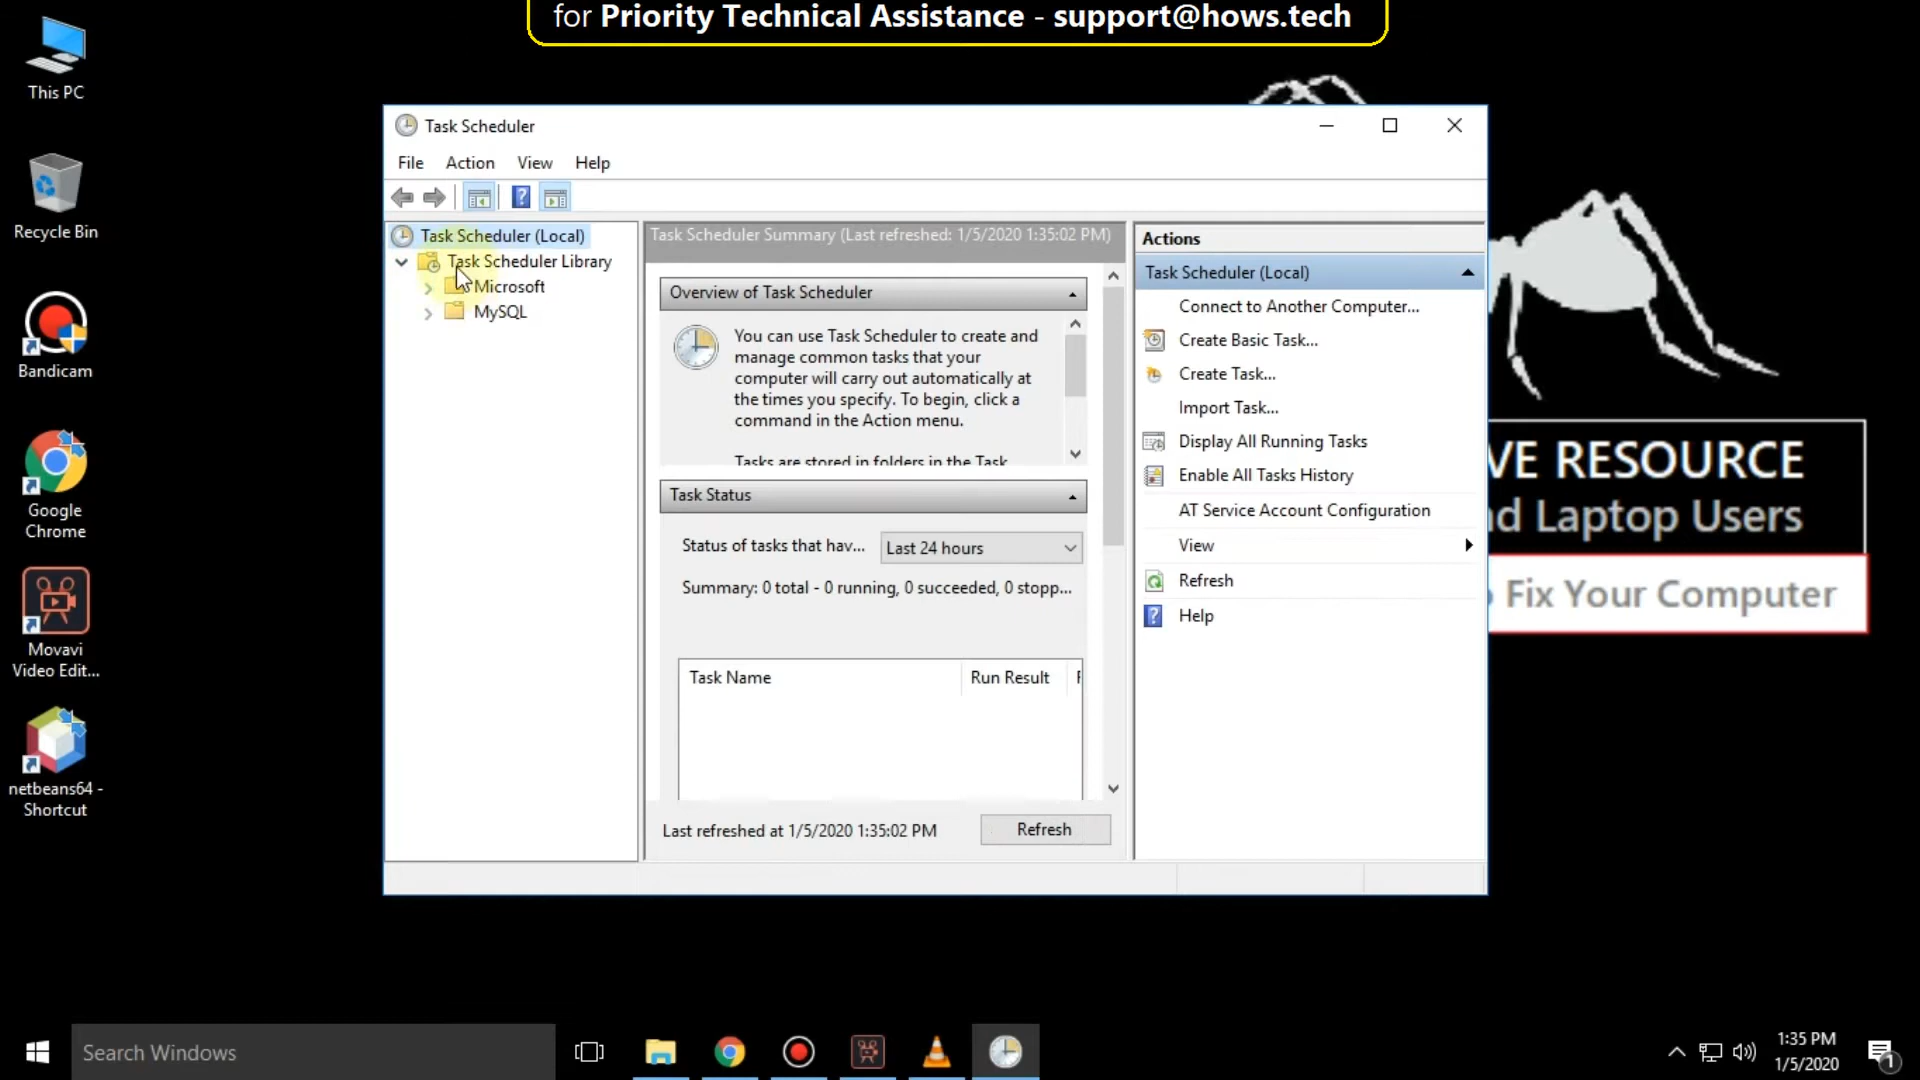 for Priority Technical Assistance - support@hows.tech
This PC
Recycle Bin
Bandicam
Google
Chrome
Movavi
Video Edit...
netbeans64 -
Shortcut
Task Scheduler
File Action View Help
Task Scheduler (Local)
Task Scheduler Library
Microsoft
MySQL
Task Scheduler Summary (Last refreshed: 1/5/2020 1:35:02 PM)
Overview of Task Scheduler
You can use Task Scheduler to create and
manage common tasks that your
computer will carry out automatically at
the times you specify. To begin, click a
command in the Action menu.
Tasks are stored in folders in the Task
Task Status
Status of tasks that hav... Last 24 hours
Summary: 0 total - 0 running, 0 succeeded, 0 stopp...
Task Name Run Result
Last refreshed at 1/5/2020 1:35:02 PM Refresh
Actions
Task Scheduler (Local)
Connect to Another Computer...
Create Basic Task...
Create Task...
Import Task...
Display All Running Tasks
Enable All Tasks History
AT Service Account Configuration
View
Refresh
Help
VE RESOURCE
d Laptop Users
Fix Your Computer
Search Windows
1:35 PM
1/5/2020
1